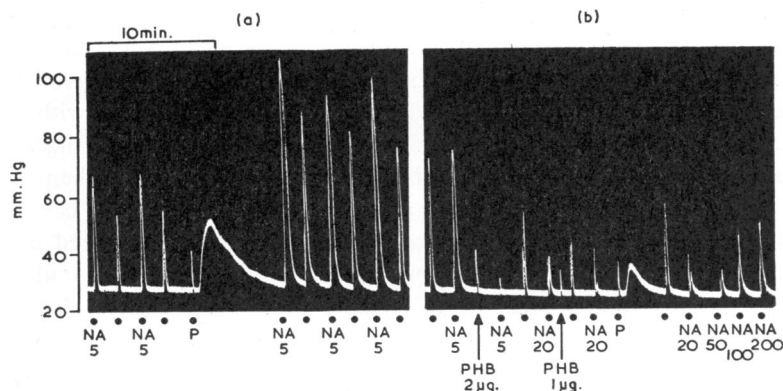 (a)
(b)
10min.
mm.Hg
100
80
60
40
20
NA NA P NA NA NA
5 5 5 5 5
NA NA NA NA P NA NA NA NA
5 5 20 20 20 50 100 200
PHB PHB
2µg. 1µg.